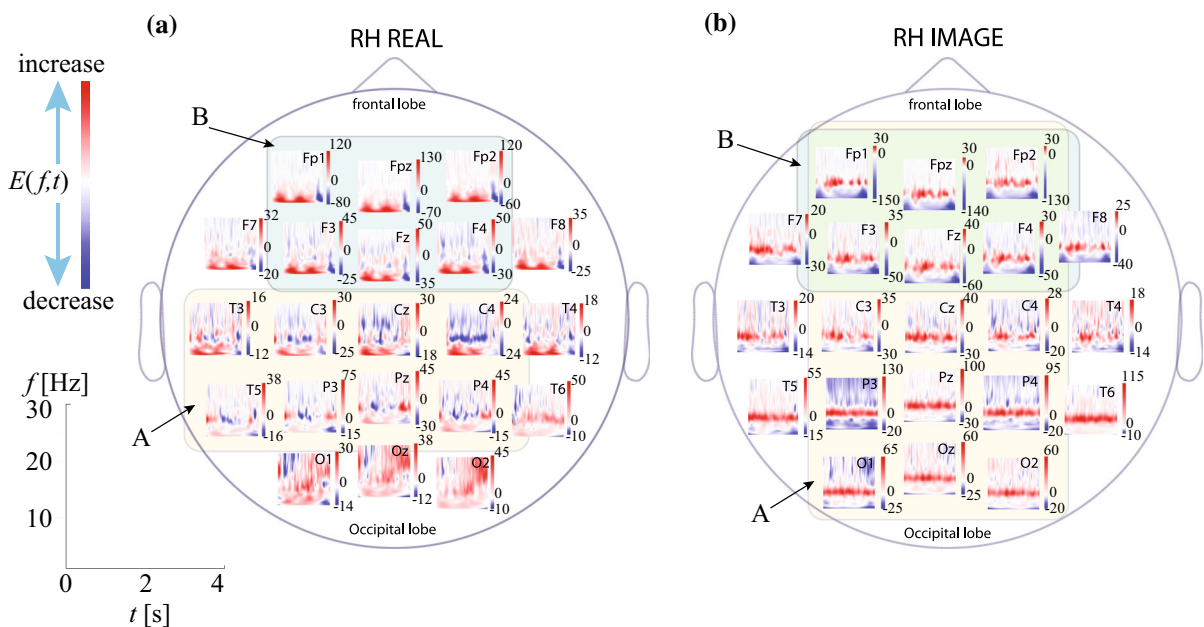 (a)
RH REAL
(b)
RH IMAGE
increase
E(f,t)
decrease
f [Hz]
30
20
10
0 2 4
t [s]
frontal lobe
B
Fp1 120 0 -80
Fpz 130 0 -70
Fp2 120 0 60
F7 32 0 -20
F3 45 0 -25
Fz 50 0 -35
F4 50 0 -30
F8 35 0 -25
T3 16 0 -12
C3 30 0 -25
Cz 30 0 18
C4 24 0 -24
T4 18 0 -12
T5 38 0 -16
P3 75 0 -15
Pz 45 0 -30
P4 45 0 -15
T6 50 0 -10
A
O1 30 0 -14
Oz 38 0 -12
O2 45 0 10
Occipital lobe
frontal lobe
B
Fp1 30 0 -150
Fpz 30 0 -140
Fp2 30 0 -130
F7 20 0 -30
F3 35 0 -50
Fz 30 0 -60
F4 30 0 -50
F8 25 0 -40
T3 20 0 -14
C3 35 0 -30
Cz 40 0 -30
C4 28 0 -20
T4 18 0 -14
T5 55 0 -15
P3 130 0 -20
Pz 100 0 -30
P4 95 0 -20
T6 115 0 -10
A
O1 65 0 -25
Oz 60 0 -25
O2 60 0 -20
Occipital lobe